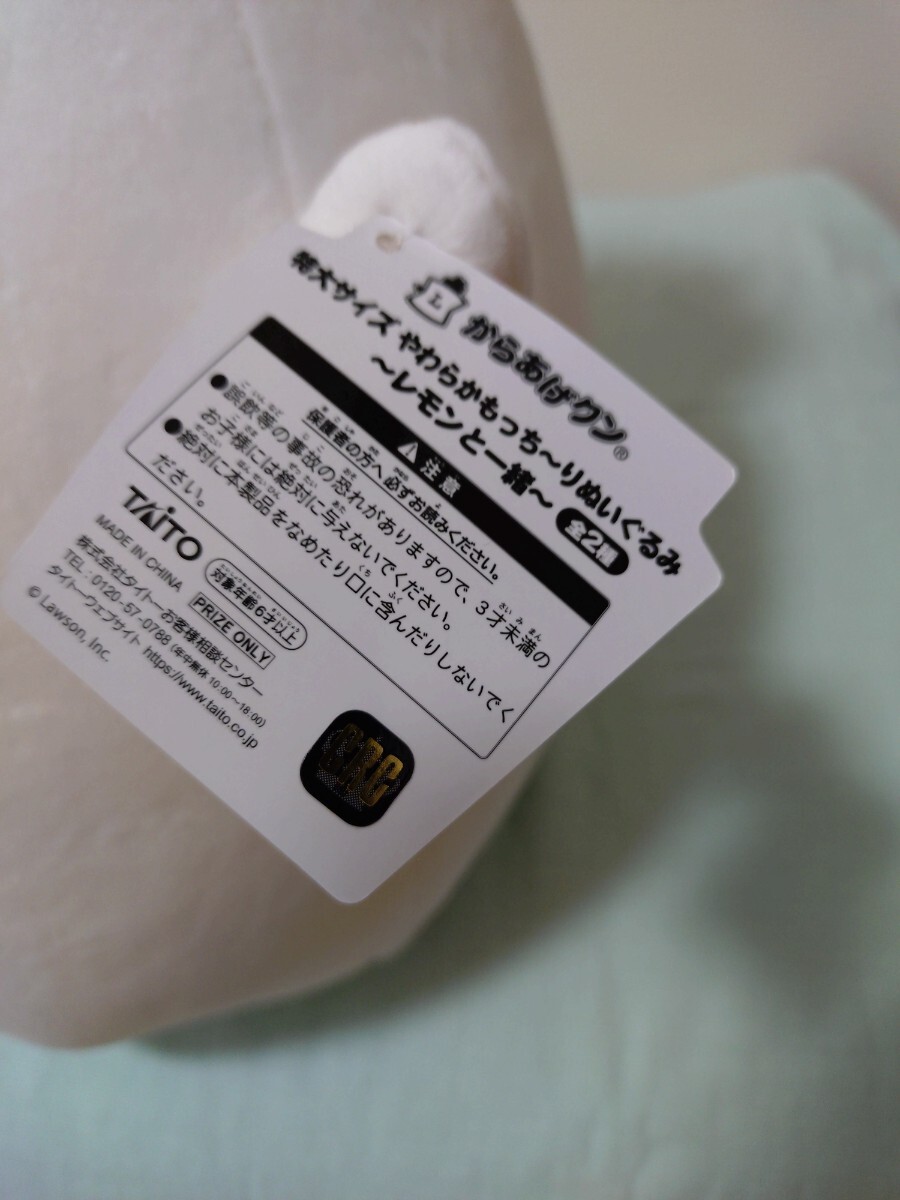 L からあげクン®
特大サイズ やわらかもっち～りぬいぐるみ
～レモンと一緒～ 全2種
⚠ 注意
保護者の方へ 必ずお読みください。
●誤飲等の事故の恐れがありますので、3才未満の
お子様には絶対に与えないでください。
●絶対に本製品をなめたり口に含んだりしないでく
ださい。
TAITO
対象年齢6才以上
MADE IN CHINA
PRIZE ONLY
株式会社タイトーお客様相談センター
TEL:0120-57-0788 (年中無休 10:00～18:00)
タイトーウェブサイト https://www.taito.co.jp
© Lawson, Inc.